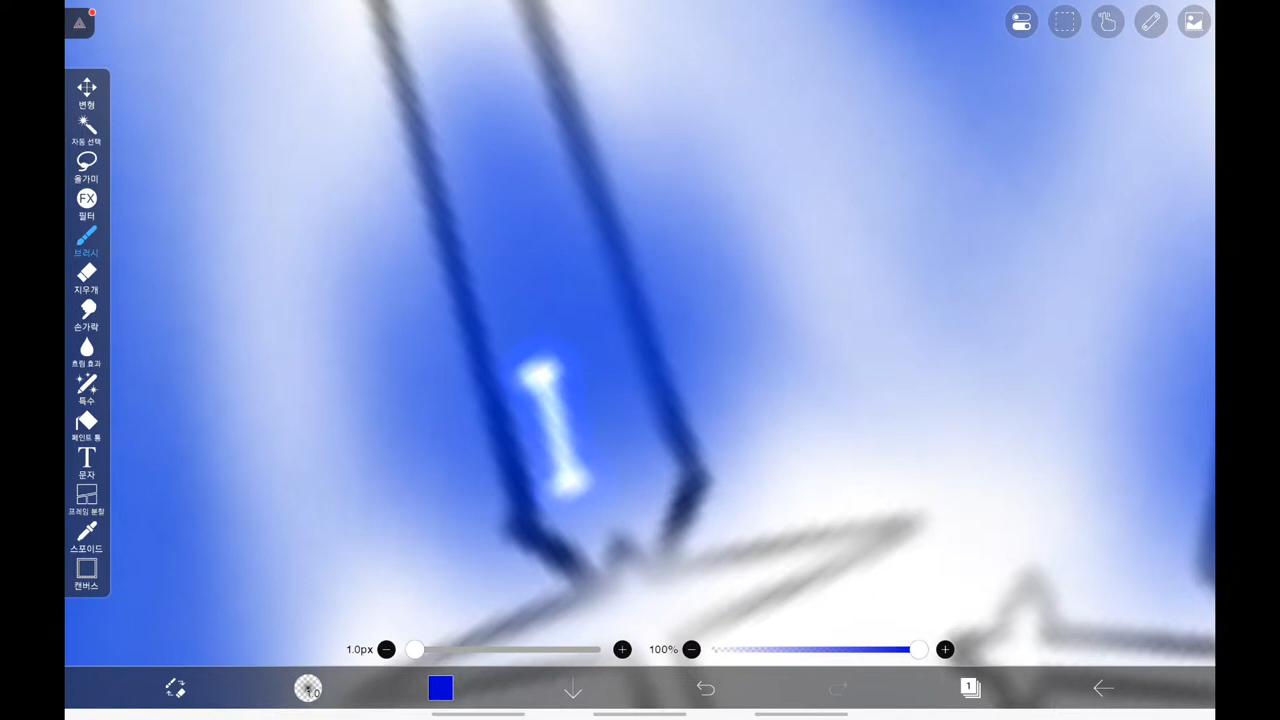 변형
자동 선택
올가미
FX
필터
브러시
지우개
손가락
흐림 효과
특수
페인트 통
T
문자
프레임 분할
스포이드
캔버스
1.0px
100%
1.0
1